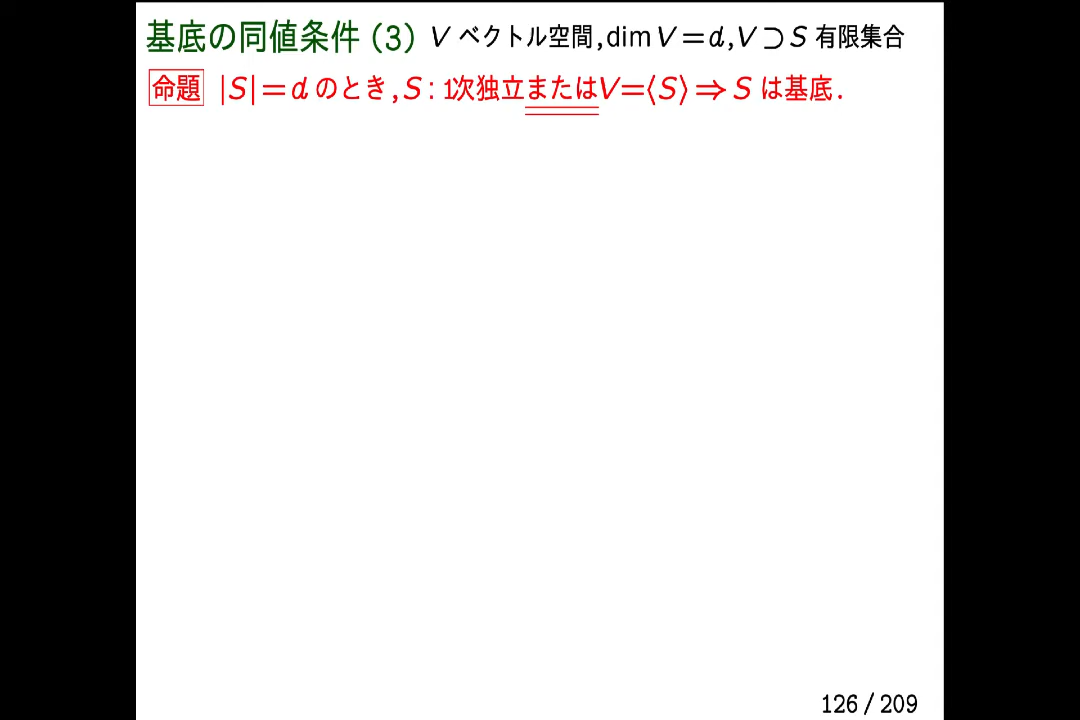 基底の同値条件 (3) V ベクトル空間,dim V=d,V⊃S 有限集合
命題 |S|=d のとき,S : 1次独立またはV=⟨S⟩⇒S は基底.
126 / 209